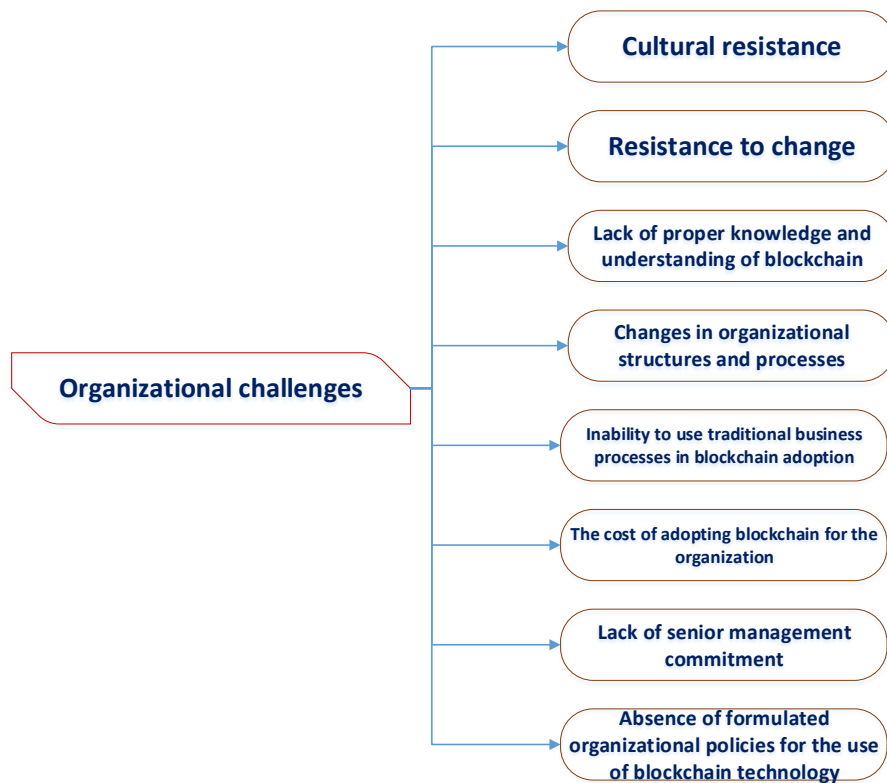 Cultural resistance
Resistance to change
Lack of proper knowledge and
understanding of blockchain
Changes in organizational
structures and processes
Organizational challenges
Inability to use traditional business
processes in blockchain adoption
The cost of adopting blockchain for the
organization
Lack of senior management
commitment
Absence of formulated
organizational policies for the use
of blockchain technology